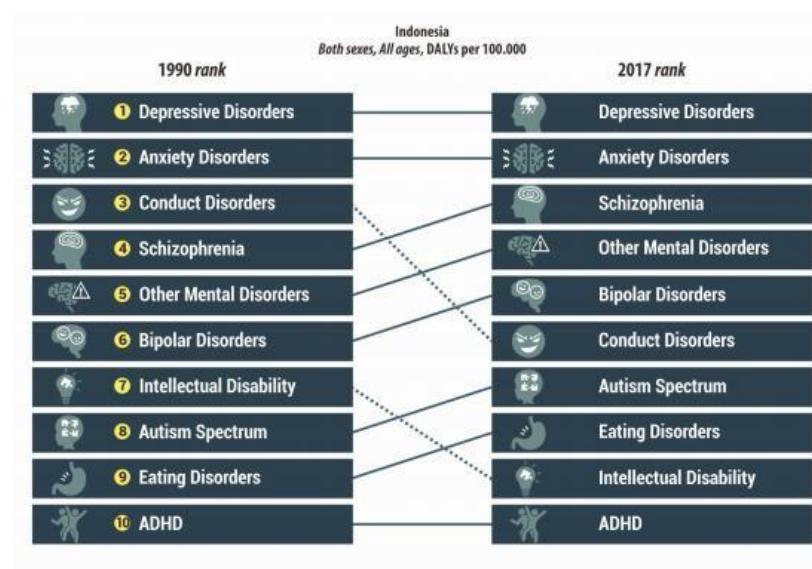 Indonesia
Both sexes, All ages, DALYs per 100.000
1990 rank
1 Depressive Disorders
2 Anxiety Disorders
3 Conduct Disorders
4 Schizophrenia
5 Other Mental Disorders
6 Bipolar Disorders
7 Intellectual Disability
8 Autism Spectrum
9 Eating Disorders
10 ADHD
2017 rank
Depressive Disorders
Anxiety Disorders
Schizophrenia
Other Mental Disorders
Bipolar Disorders
Conduct Disorders
Autism Spectrum
Eating Disorders
Intellectual Disability
ADHD